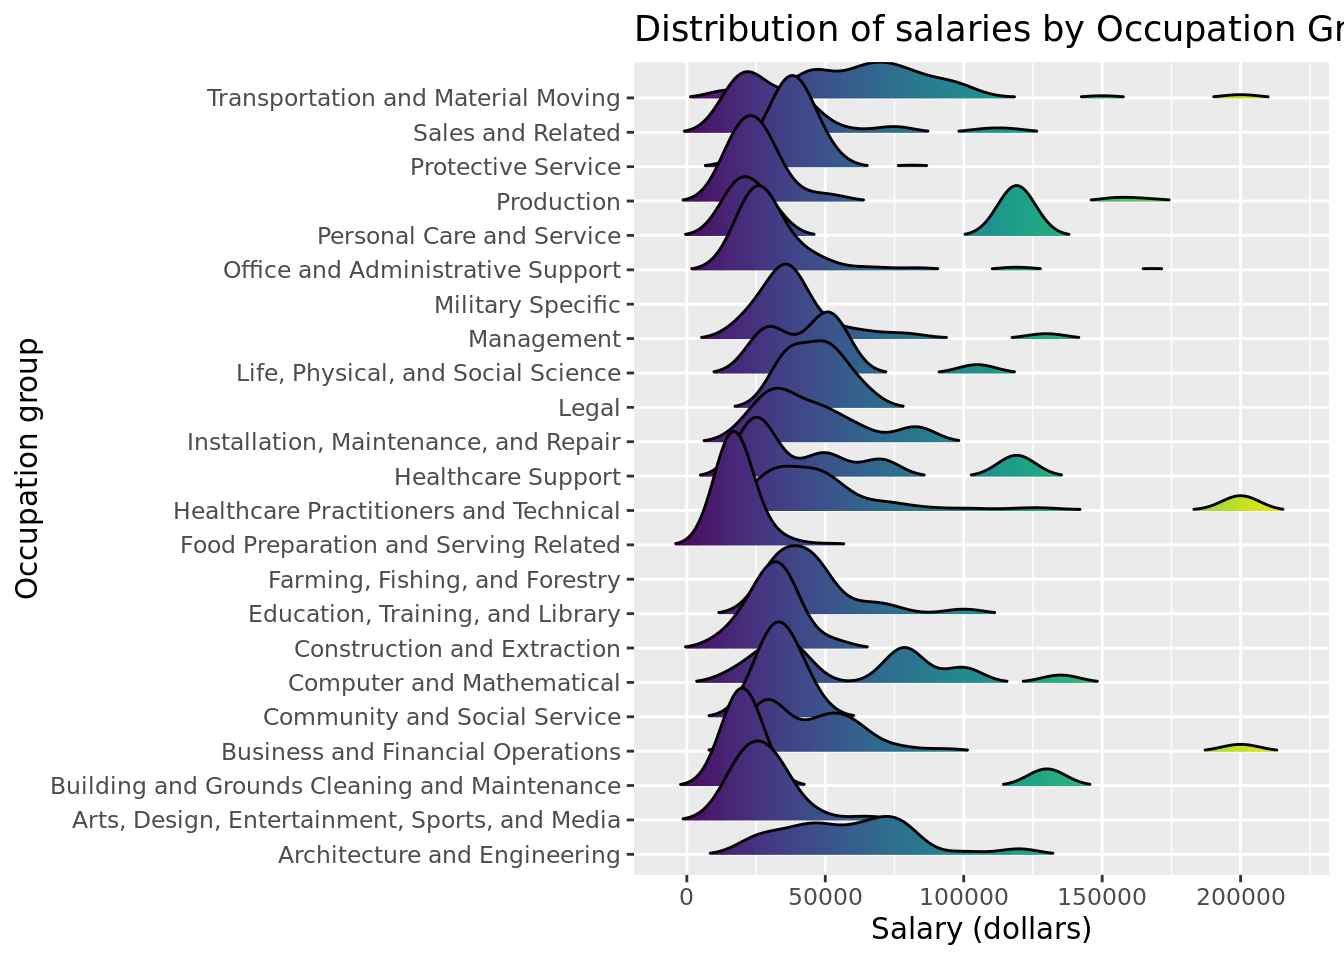 Distribution of salaries by Occupation Gr
Transportation and Material Moving
Sales and Related
Protective Service
Production
Personal Care and Service
Office and Administrative Support
Military Specific
Management
Life, Physical, and Social Science
Legal
Installation, Maintenance, and Repair
Healthcare Support
Healthcare Practitioners and Technical
Food Preparation and Serving Related
Farming, Fishing, and Forestry
Education, Training, and Library
Construction and Extraction
Computer and Mathematical
Community and Social Service
Business and Financial Operations
Building and Grounds Cleaning and Maintenance
Arts, Design, Entertainment, Sports, and Media
Architecture and Engineering
Occupation group
0 50000 100000 150000 200000
Salary (dollars)